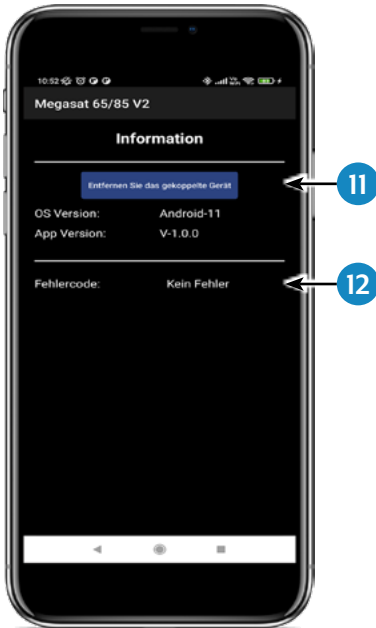 10:52
Megasat 65/85 V2
Information
Entfernen Sie das gekoppelte Gerät
11
OS Version: Android-11
App Version: V-1.0.0
Fehlercode: Kein Fehler
12